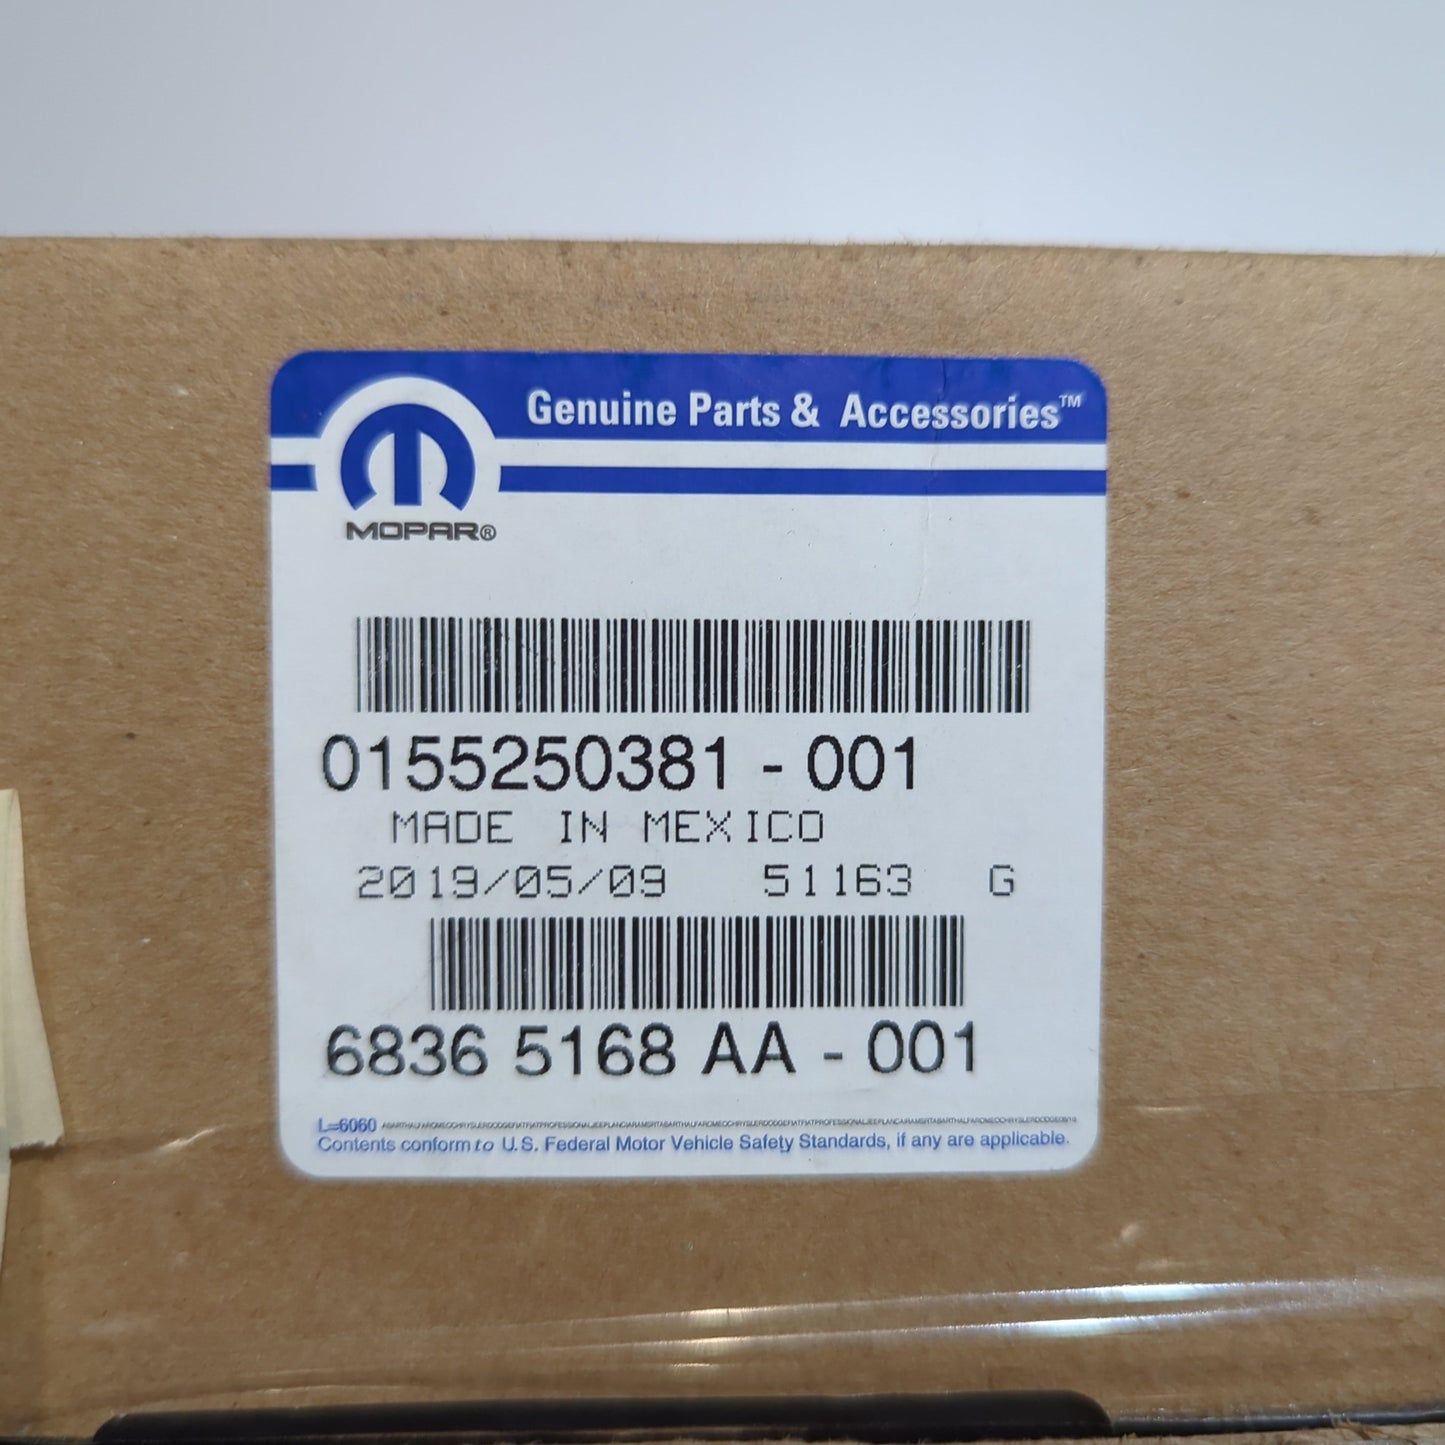 Genuine Parts & Accessories™
MOPAR®
0155250381 - 001
MADE IN MEXICO
2019/05/09 51163 G
6836 5168 AA - 001
L=6060
Contents conform to U.S. Federal Motor Vehicle Safety Standards, if any are applicable.